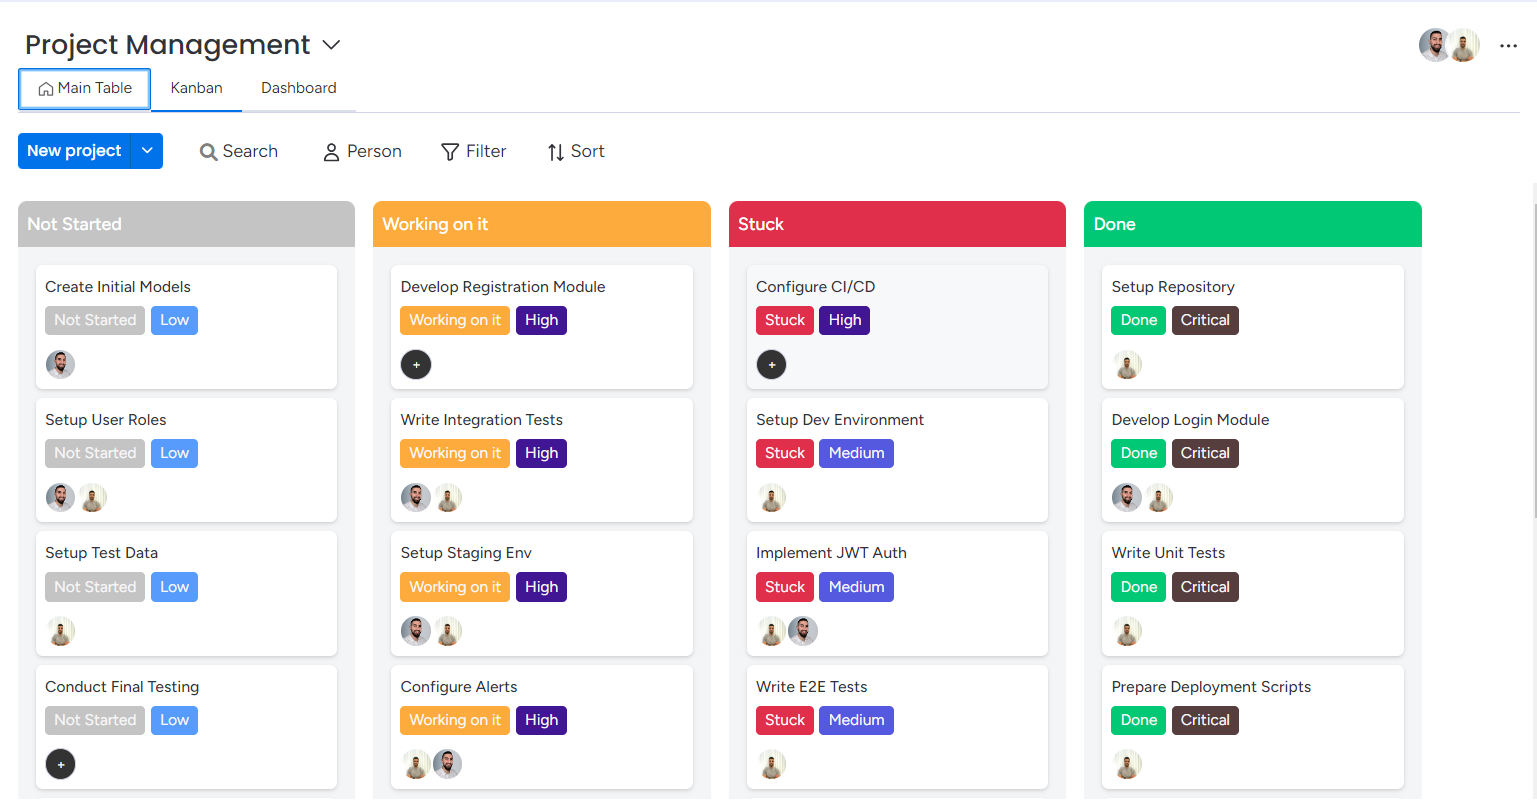 Project Management
Main Table
Kanban
Dashboard
New project
Search
Person
Filter
Sort
Not Started
Create Initial Models
Not Started Low
Setup User Roles
Not Started Low
Setup Test Data
Not Started Low
Conduct Final Testing
Not Started Low
+
Working on it
Develop Registration Module
Working on it High
+
Write Integration Tests
Working on it High
Setup Staging Env
Working on it High
Configure Alerts
Working on it High
Stuck
Configure CI/CD
Stuck High
+
Setup Dev Environment
Stuck Medium
Implement JWT Auth
Stuck Medium
Write E2E Tests
Stuck Medium
Done
Setup Repository
Done Critical
Develop Login Module
Done Critical
Write Unit Tests
Done Critical
Prepare Deployment Scripts
Done Critical